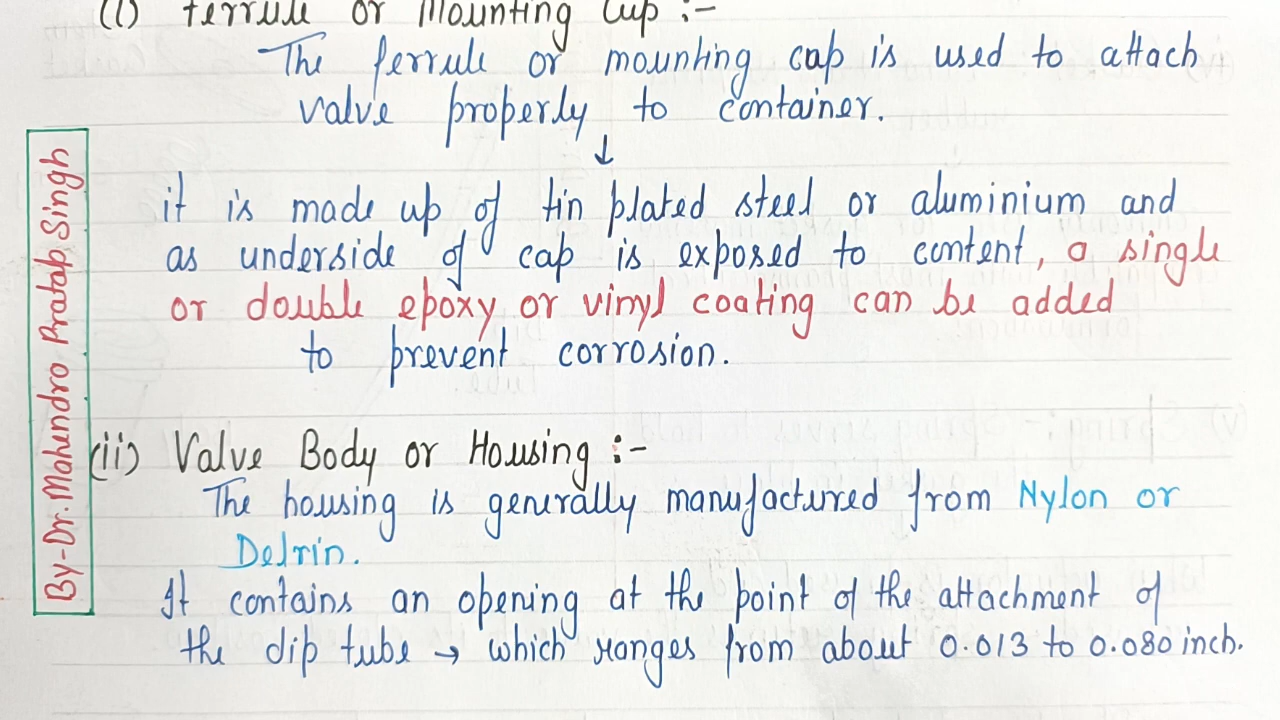 (i) Ferrule or Mounting Cup :-
The ferrule or mounting cap is used to attach
valve properly to container.
↓
it is made up of tin plated steel or aluminium and
as underside of cap is exposed to content, a single
or double epoxy or vinyl coating can be added
to prevent corrosion.
(ii) Valve Body or Housing :-
The housing is generally manufactured from Nylon or
Delrin.
It contains an opening at the point of the attachment of
the dip tube → which ranges from about 0.013 to 0.080 inch.
By-Dr. Mahendra Pratap Singh